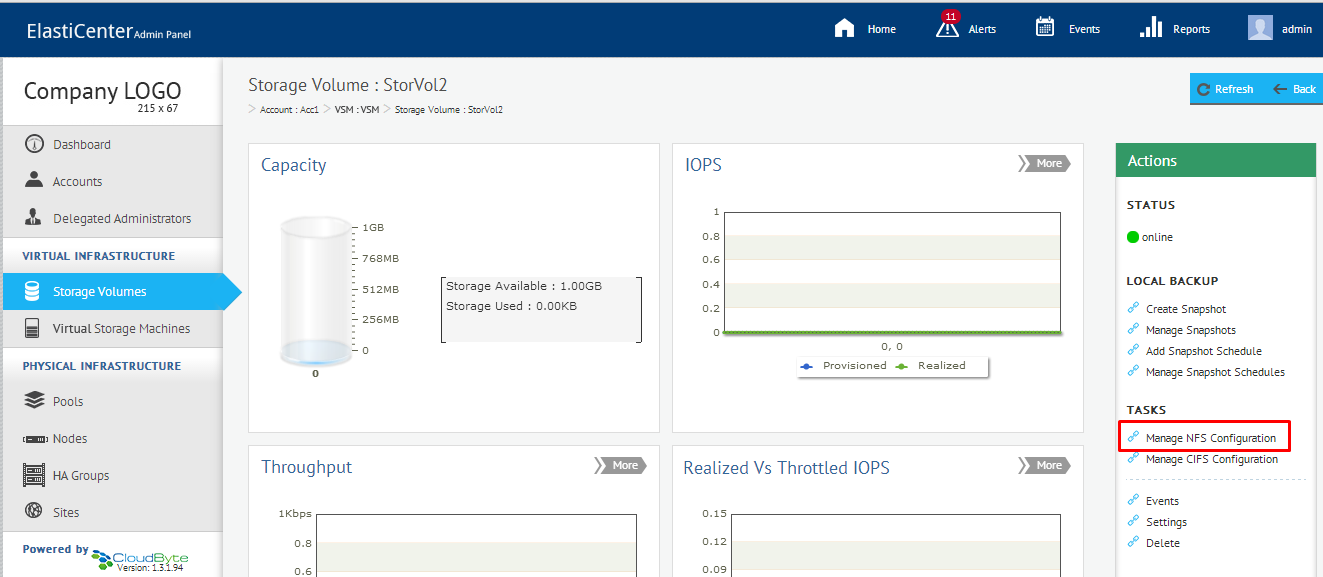 ElastiCenter Admin Panel
Home
11
Alerts
Events
Reports
admin
Company LOGO
215 x 67
Dashboard
Accounts
Delegated Administrators
VIRTUAL INFRASTRUCTURE
Storage Volumes
Virtual Storage Machines
PHYSICAL INFRASTRUCTURE
Pools
Nodes
HA Groups
Sites
Powered by CloudByte
Version: 1.3.1.94
Storage Volume : StorVol2
Account : Acc1 > VSM : VSM > Storage Volume : StorVol2
Refresh
Back
Capacity
1GB
768MB
512MB
256MB
0
0
Storage Available : 1.00GB
Storage Used : 0.00KB
IOPS
More
1
0.8
0.6
0.4
0.2
0
0, 0
Provisioned
Realized
Throughput
More
1Kbps
0.8
0.6
Realized Vs Throttled IOPS
More
0.15
0.12
0.09
Actions
STATUS
online
LOCAL BACKUP
Create Snapshot
Manage Snapshots
Add Snapshot Schedule
Manage Snapshot Schedules
TASKS
Manage NFS Configuration
Manage CIFS Configuration
Events
Settings
Delete